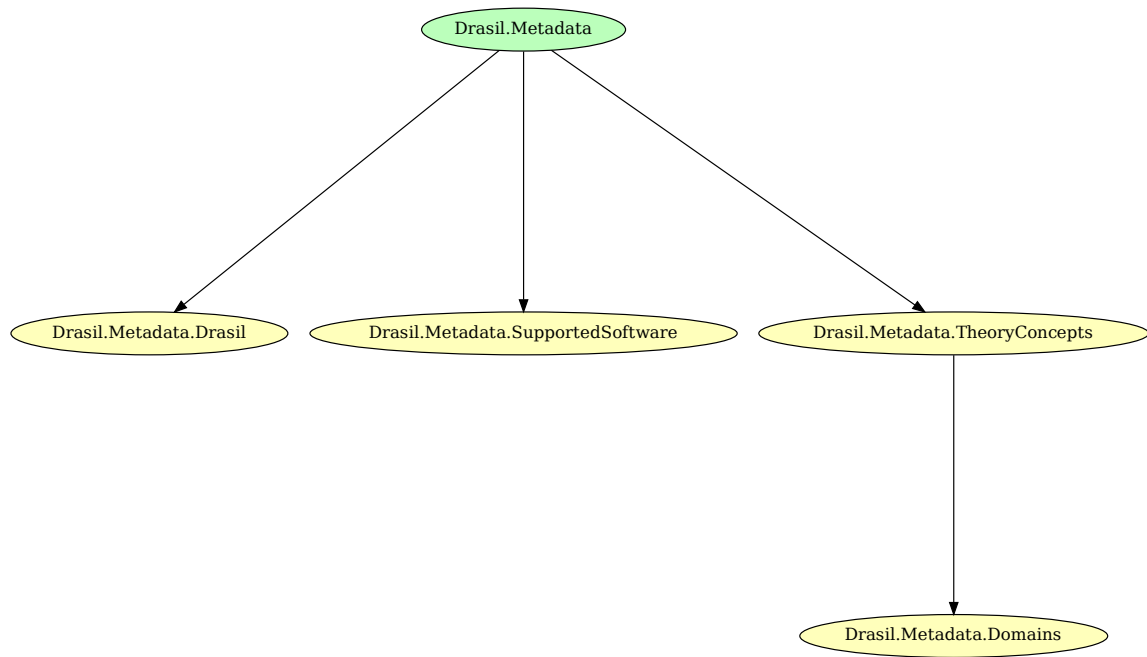 Drasil.Metadata
Drasil.Metadata.Drasil
Drasil.Metadata.SupportedSoftware
Drasil.Metadata.TheoryConcepts
Drasil.Metadata.Domains